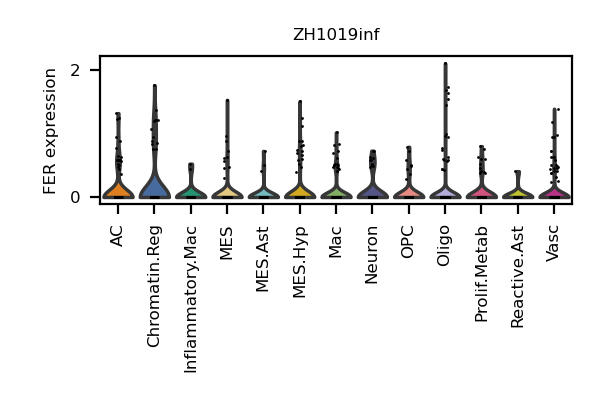 ZH1019inf
FER expression
2
0
AC
Chromatin.Reg
Inflammatory.Mac
MES
MES.Ast
MES.Hyp
Mac
Neuron
OPC
Oligo
Prolif.Metab
Reactive.Ast
Vasc